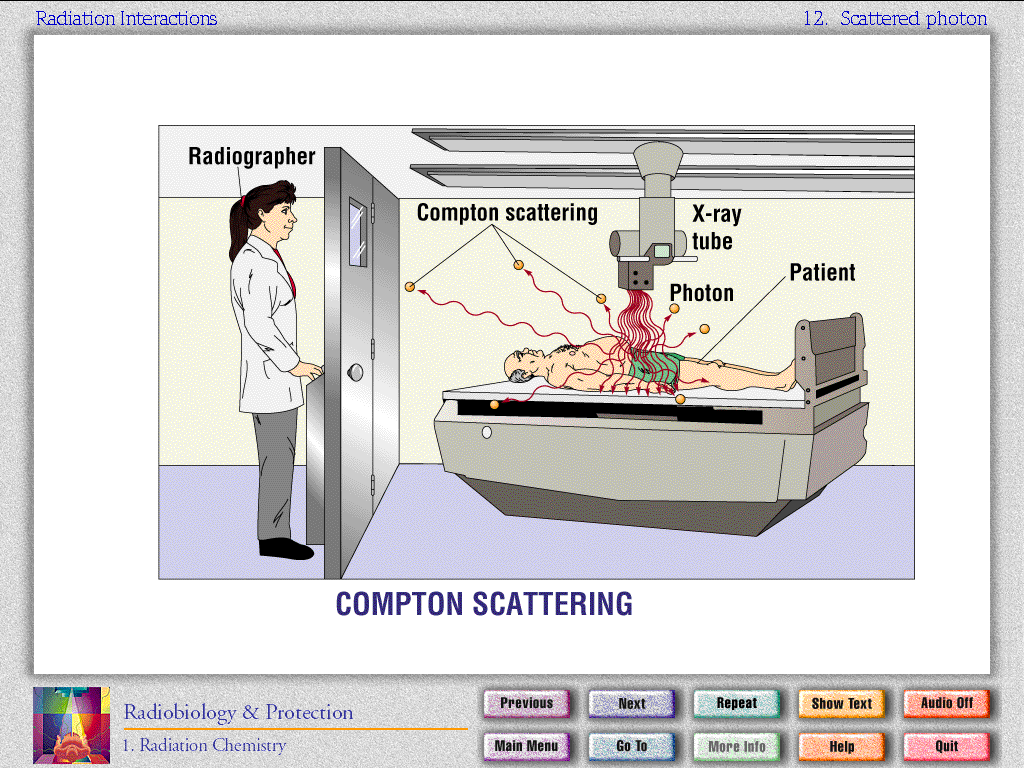 Radiation Interactions
12. Scattered photon
Radiographer
Compton scattering
X-ray
tube
Patient
Photon
COMPTON SCATTERING
Radiobiology & Protection
1. Radiation Chemistry
Previous
Next
Repeat
Show Text
Audio Off
Main Menu
Go To
More Info
Help
Quit